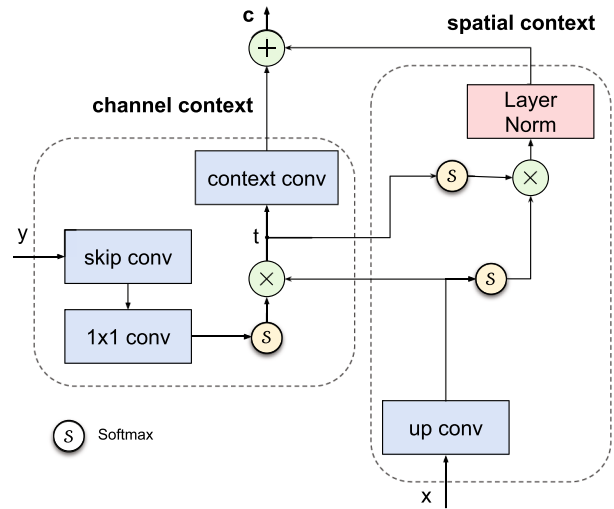 c
spatial context
channel context
Layer
Norm
context conv
S
×
y
t
skip conv
×
S
1x1 conv
S
up conv
S Softmax
x